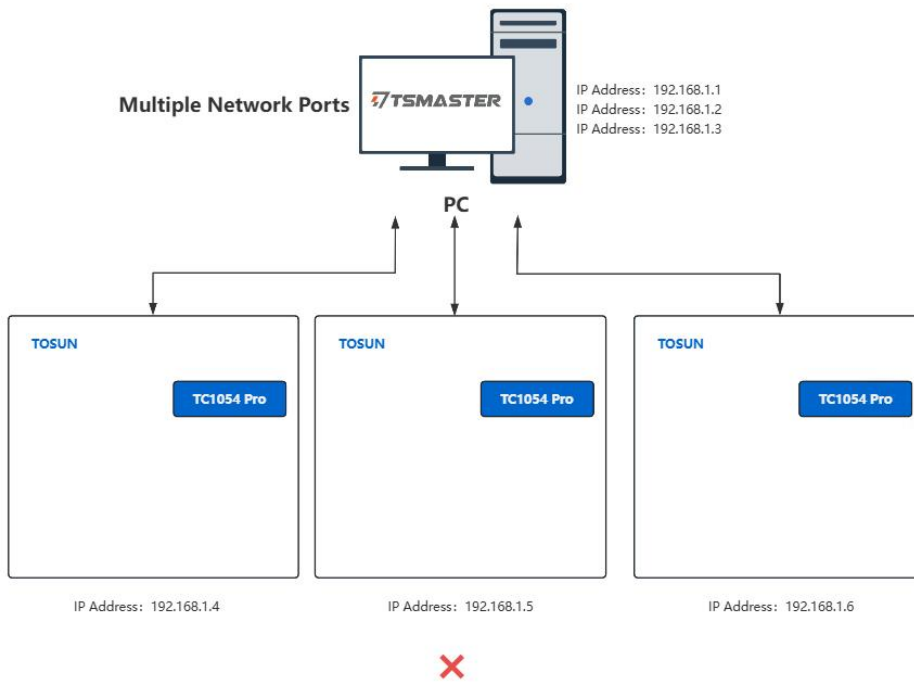 Multiple Network Ports
TSMASTER
IP Address: 192.168.1.1
IP Address: 192.168.1.2
IP Address: 192.168.1.3
PC
TOSUN
TC1054 Pro
TOSUN
TC1054 Pro
TOSUN
TC1054 Pro
IP Address: 192.168.1.4
IP Address: 192.168.1.5
IP Address: 192.168.1.6